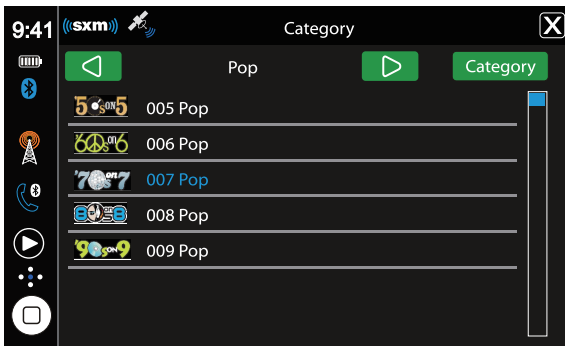 9:41 ((sxm)) Category X
Pop Category
5 50s on 5 005 Pop
'60s on 6 006 Pop
'70s on 7 007 Pop
80s on 8 008 Pop
'90s on 9 009 Pop